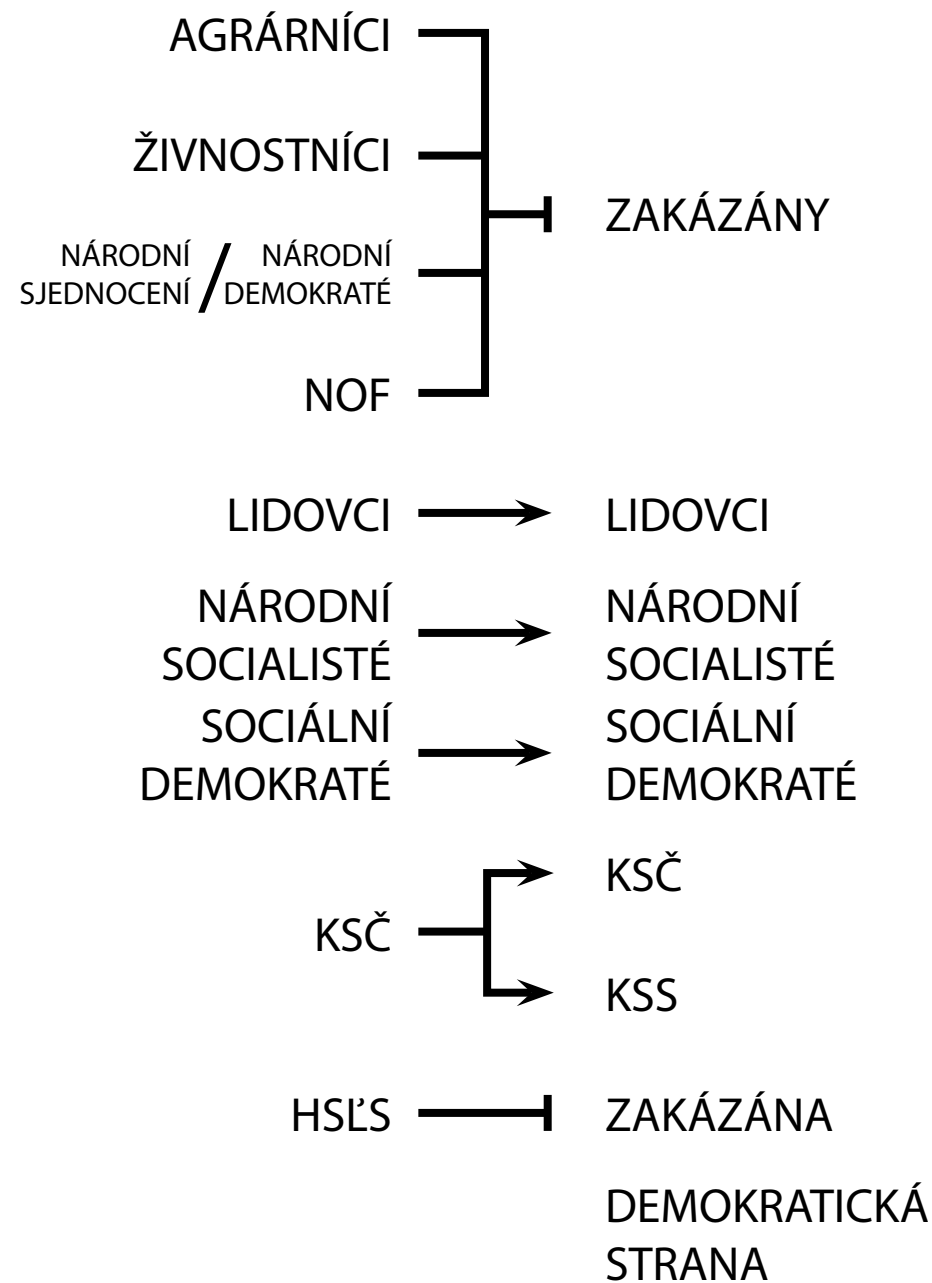 AGRÁRNÍCI
ŽIVNOSTNÍCI
ZAKÁZÁNY
NÁRODNÍ
SJEDNOCENÍ
/
NÁRODNÍ
DEMOKRATÉ
NOF
LIDOVCI
LIDOVCI
NÁRODNÍ
SOCIALISTÉ
NÁRODNÍ
SOCIALISTÉ
SOCIÁLNÍ
DEMOKRATÉ
SOCIÁLNÍ
DEMOKRATÉ
KSČ
KSČ
KSS
HSĽS
ZAKÁZÁNA
DEMOKRATICKÁ
STRANA